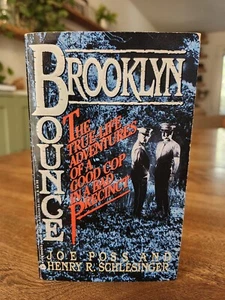 BROOKLYN
BOUNCE
THE
TRUE-LIFE
ADVENTURES
OF A
GOOD COP
IN A BAD
PRECINCT
JOE POSS AND
HENRY R. SCHLESINGER